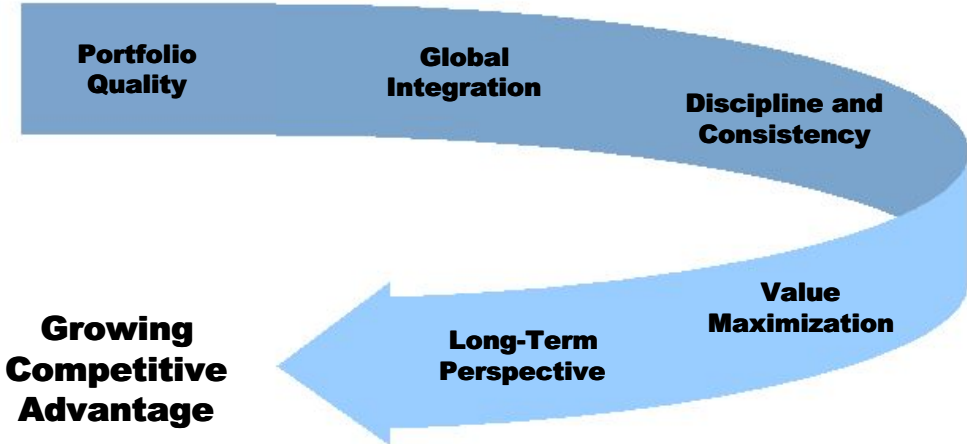 Portfolio
Quality
Global
Integration
Discipline and
Consistency
Value
Maximization
Long-Term
Perspective
Growing
Competitive
Advantage